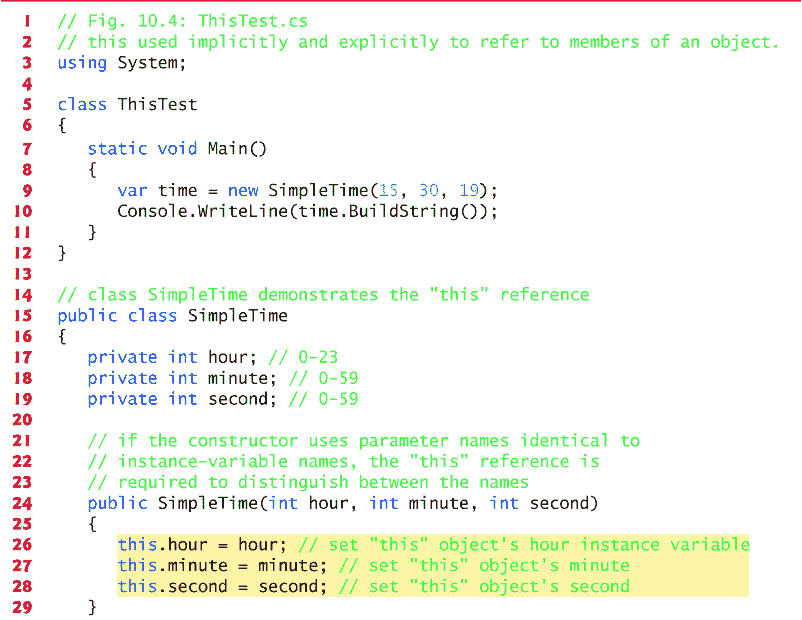 1 // Fig. 10.4: ThisTest.cs
2 // this used implicitly and explicitly to refer to members of an object.
3 using System;
4
5 class ThisTest
6 {
7 static void Main()
8 {
9 var time = new SimpleTime(15, 30, 19);
10 Console.WriteLine(time.BuildString());
11 }
12 }
13
14 // class SimpleTime demonstrates the "this" reference
15 public class SimpleTime
16 {
17 private int hour; // 0-23
18 private int minute; // 0-59
19 private int second; // 0-59
20
21 // if the constructor uses parameter names identical to
22 // instance-variable names, the "this" reference is
23 // required to distinguish between the names
24 public SimpleTime(int hour, int minute, int second)
25 {
26 this.hour = hour; // set "this" object's hour instance variable
27 this.minute = minute; // set "this" object's minute
28 this.second = second; // set "this" object's second
29 }